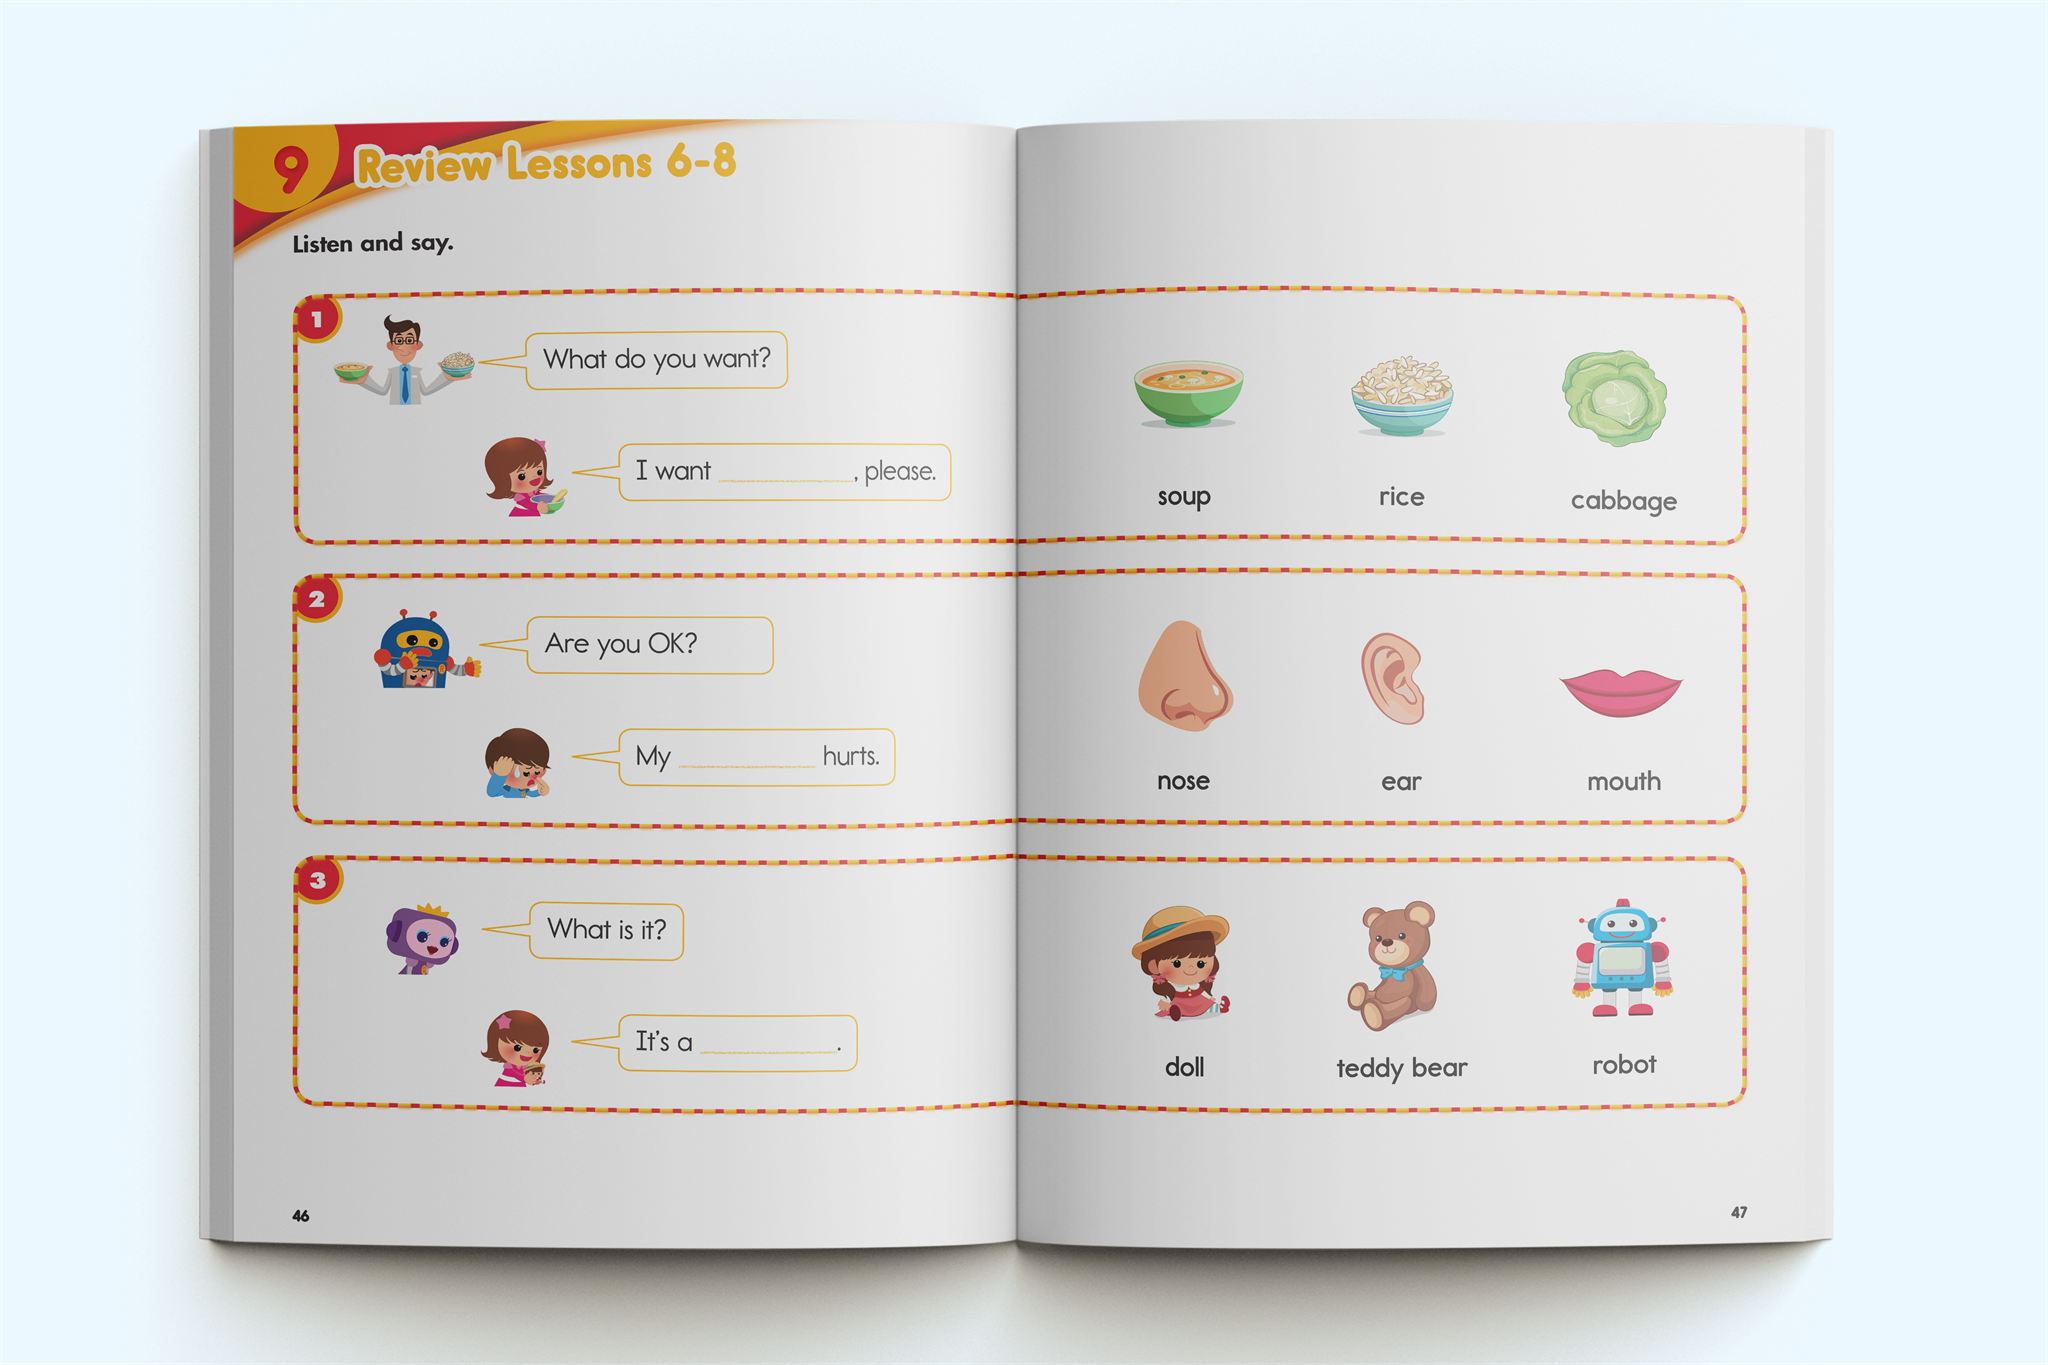 9
Review Lessons 6-8
Listen and say.
1
What do you want?
I want ____________, please.
soup
rice
cabbage
2
Are you OK?
My ____________ hurts.
nose
ear
mouth
3
What is it?
It's a ____________.
doll
teddy bear
robot
46
47